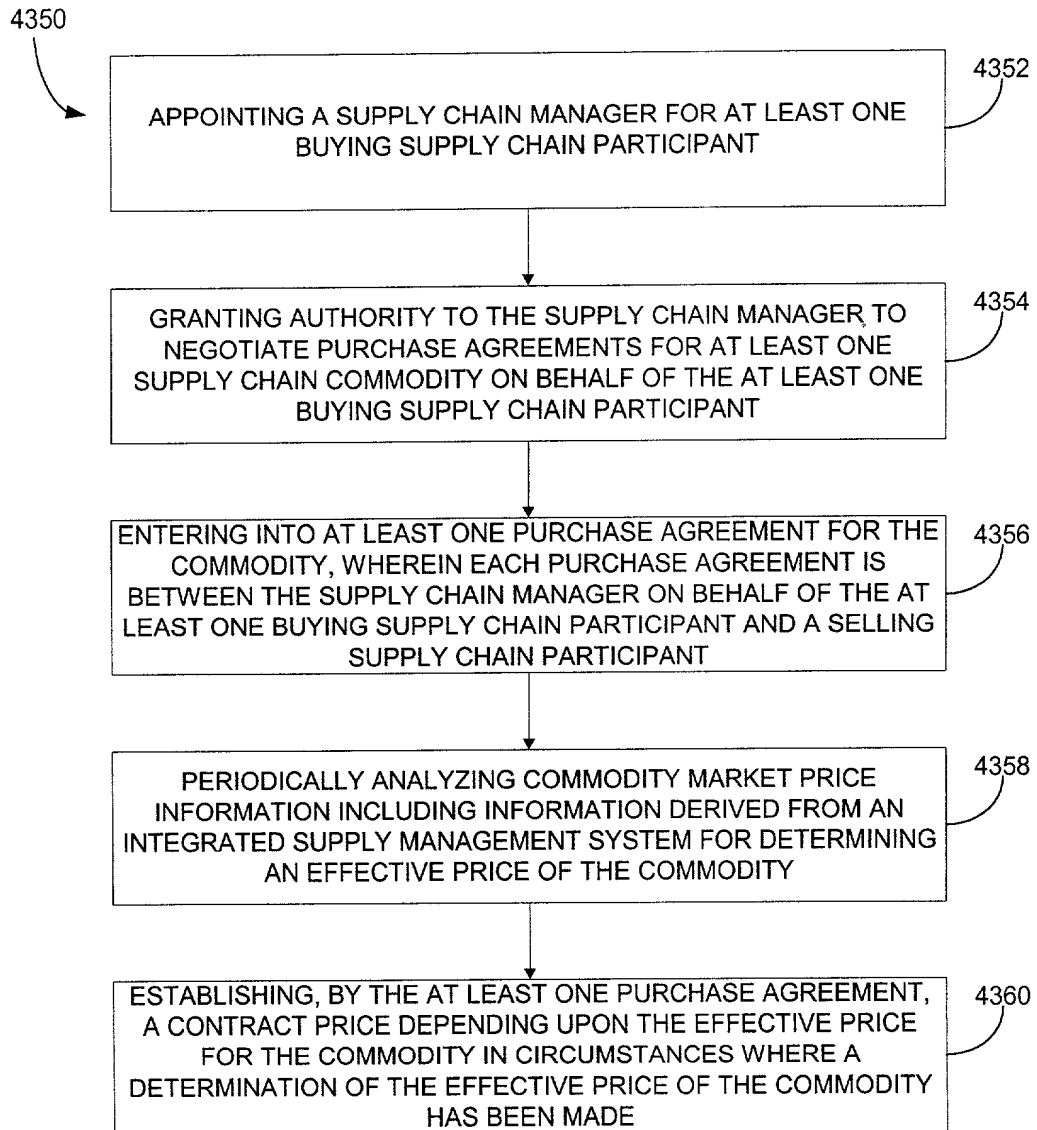 4350
4352
APPOINTING A SUPPLY CHAIN MANAGER FOR AT LEAST ONE
BUYING SUPPLY CHAIN PARTICIPANT
4354
GRANTING AUTHORITY TO THE SUPPLY CHAIN MANAGER TO
NEGOTIATE PURCHASE AGREEMENTS FOR AT LEAST ONE
SUPPLY CHAIN COMMODITY ON BEHALF OF THE AT LEAST ONE
BUYING SUPPLY CHAIN PARTICIPANT
4356
ENTERING INTO AT LEAST ONE PURCHASE AGREEMENT FOR THE
COMMODITY, WHEREIN EACH PURCHASE AGREEMENT IS
BETWEEN THE SUPPLY CHAIN MANAGER ON BEHALF OF THE AT
LEAST ONE BUYING SUPPLY CHAIN PARTICIPANT AND A SELLING
SUPPLY CHAIN PARTICIPANT
4358
PERIODICALLY ANALYZING COMMODITY MARKET PRICE
INFORMATION INCLUDING INFORMATION DERIVED FROM AN
INTEGRATED SUPPLY MANAGEMENT SYSTEM FOR DETERMINING
AN EFFECTIVE PRICE OF THE COMMODITY
4360
ESTABLISHING, BY THE AT LEAST ONE PURCHASE AGREEMENT,
A CONTRACT PRICE DEPENDING UPON THE EFFECTIVE PRICE
FOR THE COMMODITY IN CIRCUMSTANCES WHERE A
DETERMINATION OF THE EFFECTIVE PRICE OF THE COMMODITY
HAS BEEN MADE